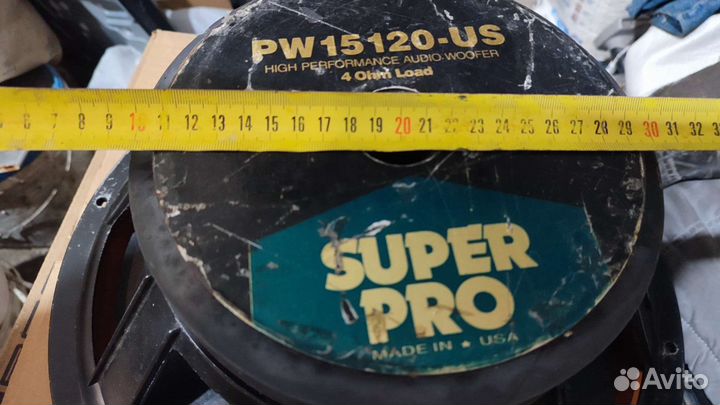 PW15120-US
HIGH PERFORMANCE AUDIO-WOOFER
4 Ohm Load
6 7 8 9 10 11 12 13 14 15 16 17 18 19 20 21 22 23 24 25 26 27 28 29 30 31 32
SUPER
PRO
MADE IN ★ USA
Avito